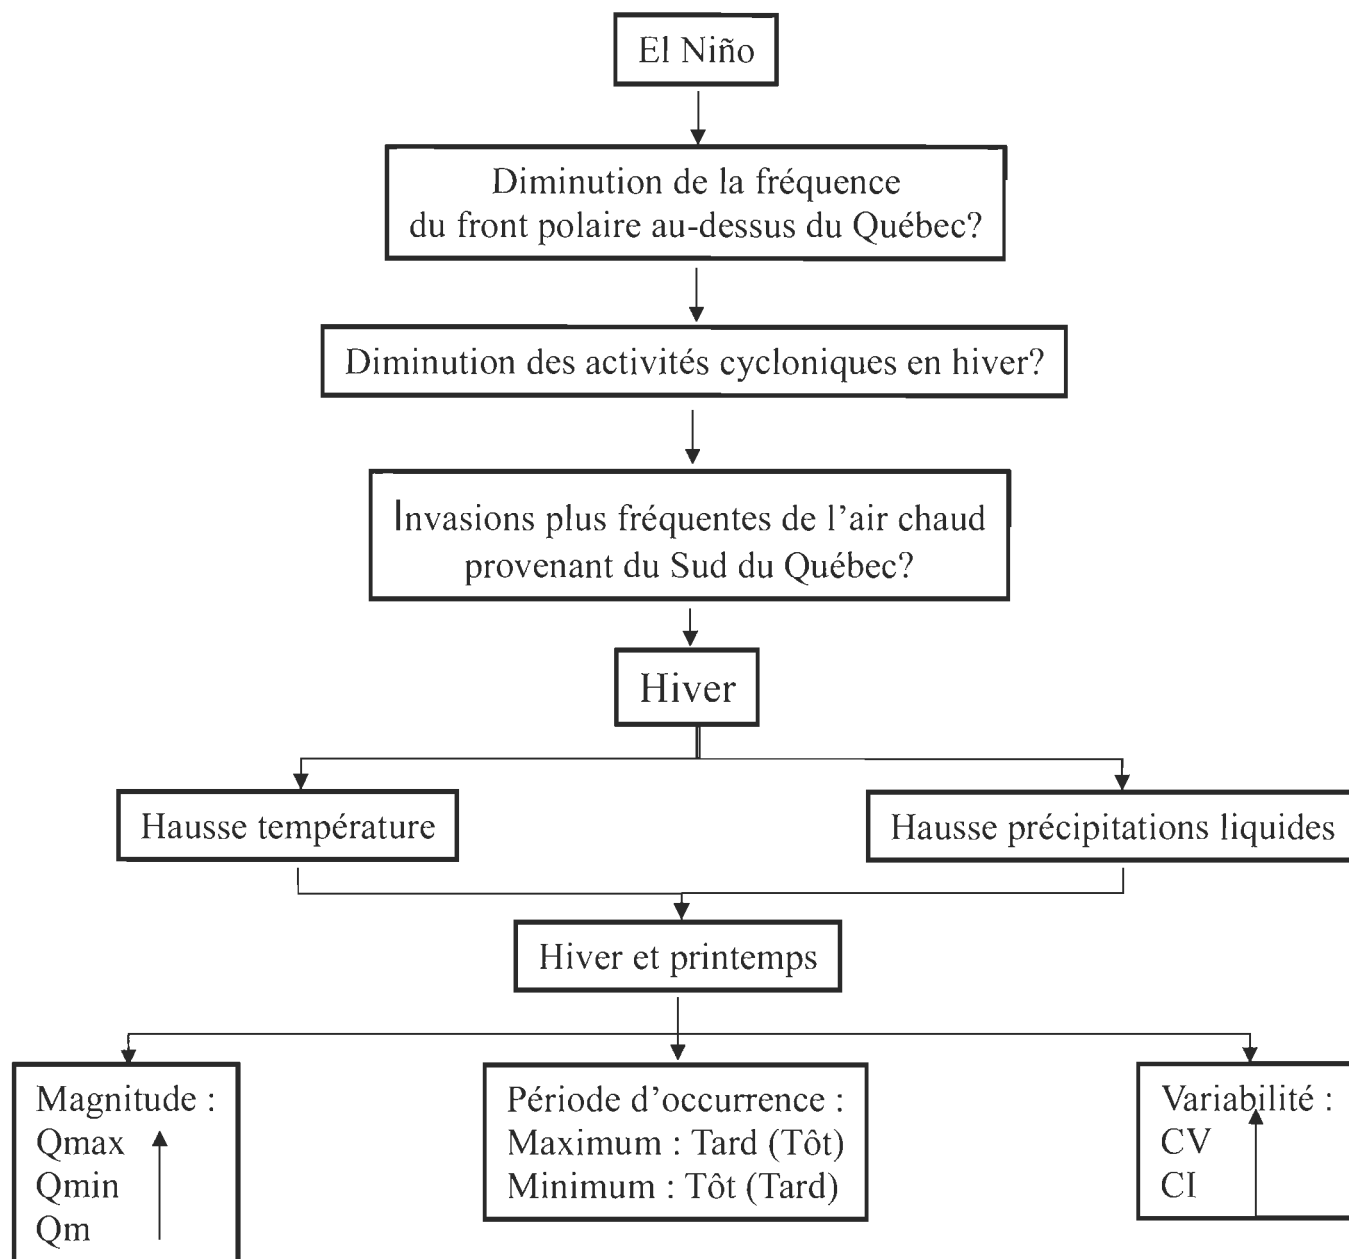 El Niño
Diminution de la fréquence
du front polaire au-dessus du Québec?
Diminution des activités cycloniques en hiver?
Invasions plus fréquentes de l’air chaud
provenant du Sud du Québec?
Hiver
Hausse température
Hausse précipitations liquides
Hiver et printemps
Magnitude :
Qmax
Qmin
Qm
Période d’occurrence :
Maximum : Tard (Tôt)
Minimum : Tôt (Tard)
Variabilité :
CV
CI